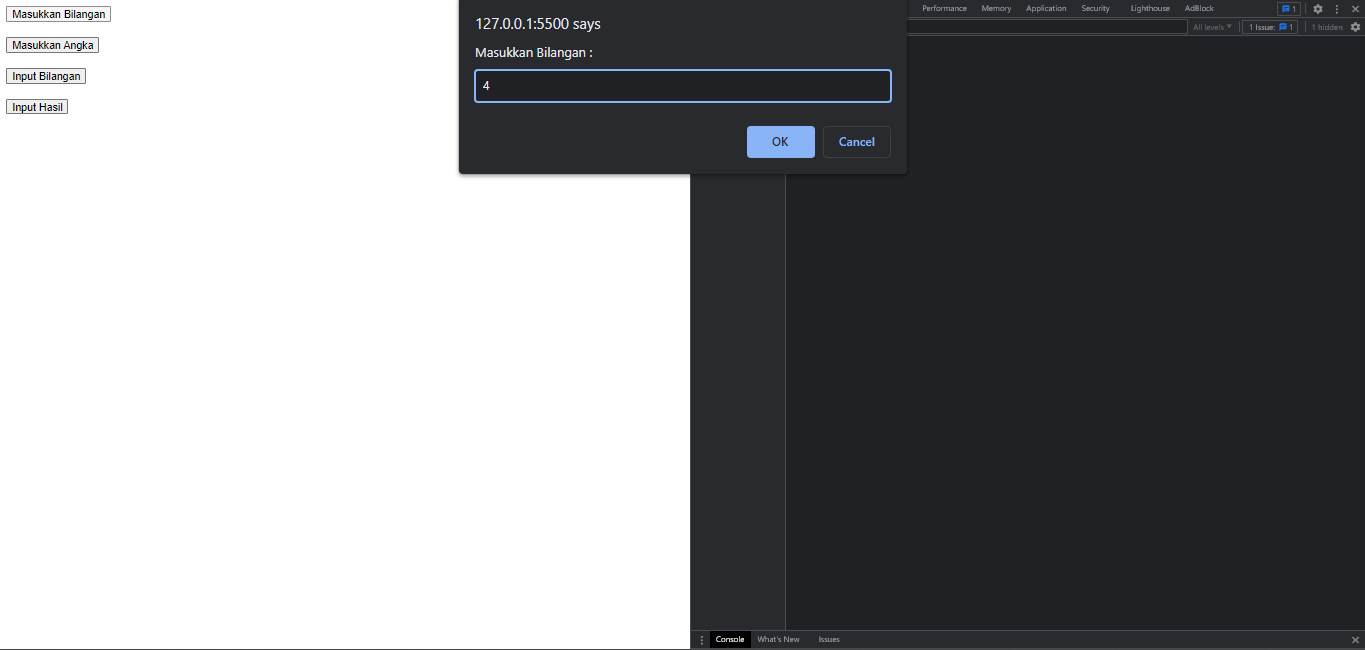 Masukkan Bilangan
Masukkan Angka
Input Bilangan
Input Hasil
127.0.0.1:5500 says
Masukkan Bilangan :
4
OK Cancel
Performance Memory Application Security Lighthouse AdBlock 1
All levels 1 Issue: 1 1 hidden
Console What's New Issues